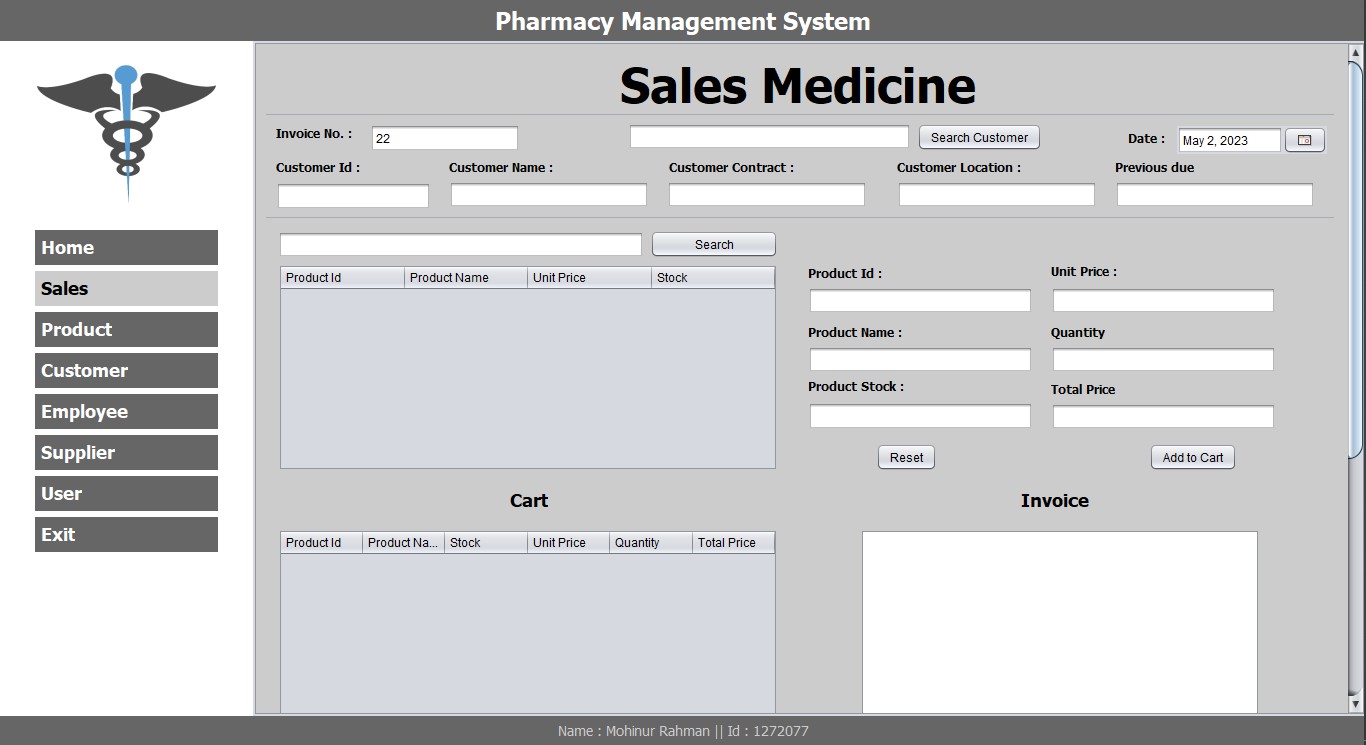 Pharmacy Management System
Home
Sales
Product
Customer
Employee
Supplier
User
Exit
Sales Medicine
Invoice No. : 22 Search Customer Date : May 2, 2023
Customer Id : Customer Name : Customer Contract : Customer Location : Previous due
Search
Product Id Product Name Unit Price Stock
Product Id : Unit Price :
Product Name : Quantity
Product Stock : Total Price
Reset Add to Cart
Cart
Product Id Product Na... Stock Unit Price Quantity Total Price
Invoice
Name : Mohinur Rahman || Id : 1272077